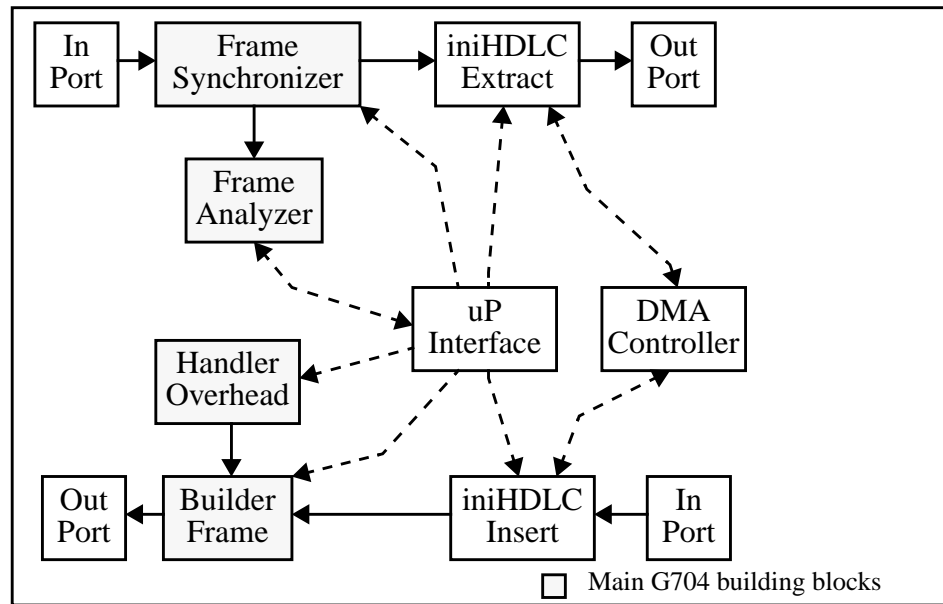 In
Port
Frame
Synchronizer
iniHDLC
Extract
Out
Port
Frame
Analyzer
uP
Interface
DMA
Controller
Handler
Overhead
Out
Port
Builder
Frame
iniHDLC
Insert
In
Port
Main G704 building blocks